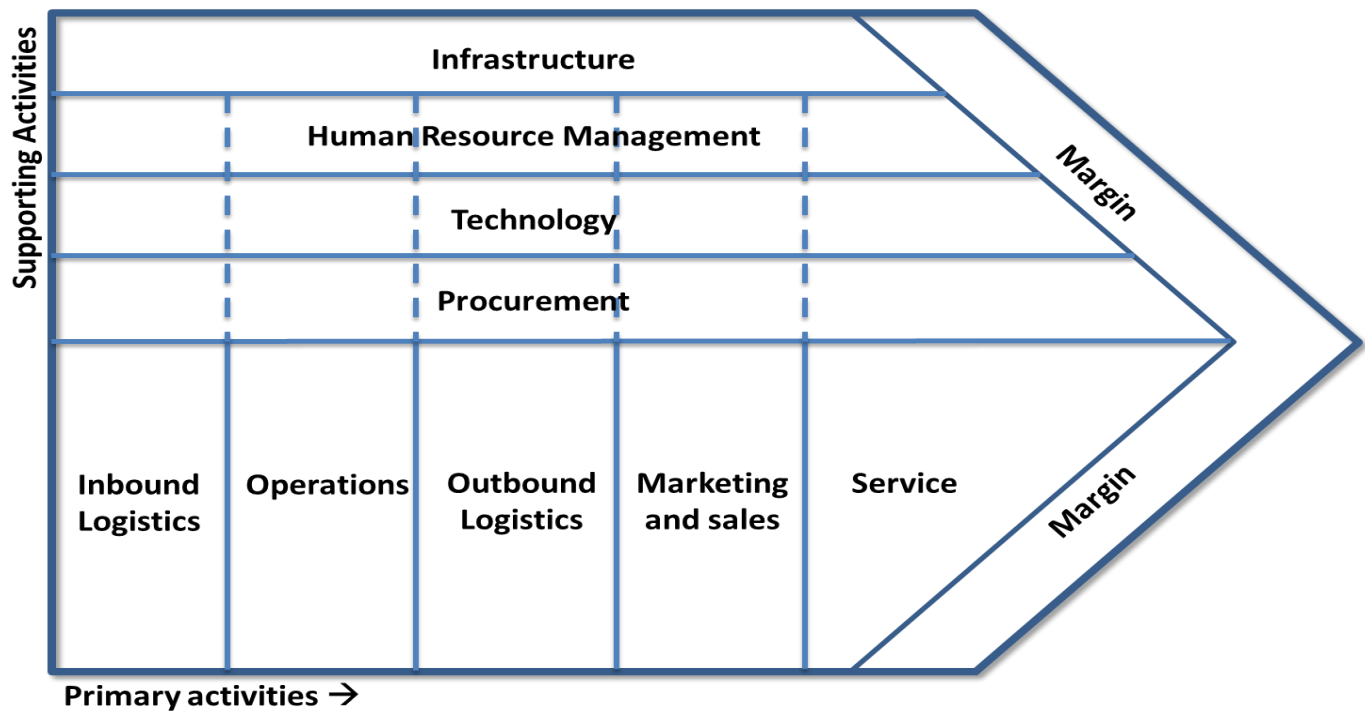 Supporting Activities
Infrastructure
Human Resource Management
Technology
Procurement
Margin
Inbound
Logistics
Operations
Outbound
Logistics
Marketing
and sales
Service
Margin
Primary activities →